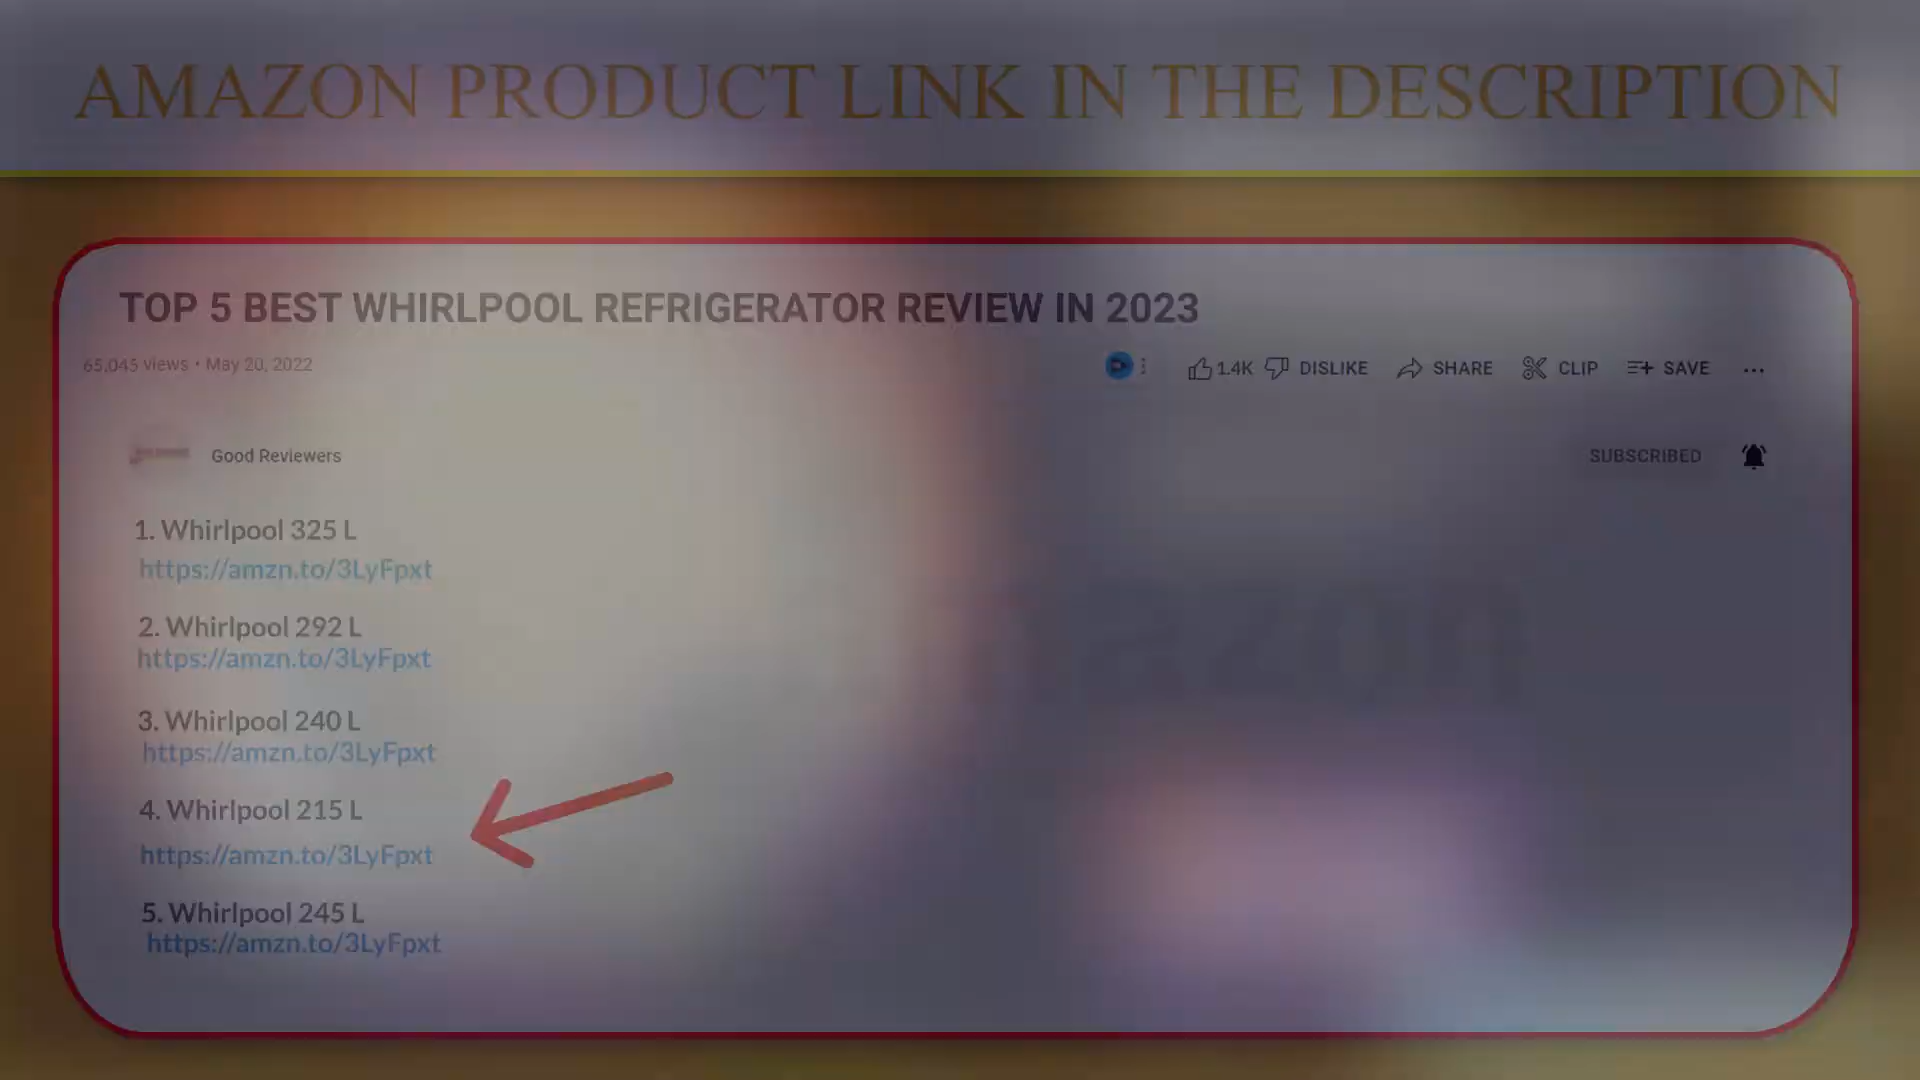 AMAZON PRODUCT LINK IN THE DESCRIPTION
TOP 5 BEST WHIRLPOOL REFRIGERATOR REVIEW IN 2023
65,045 views • May 20, 2022
1.4K DISLIKE SHARE CLIP SAVE ...
Good Reviewers
SUBSCRIBED
1. Whirlpool 325 L
https://amzn.to/3LyFpxt
2. Whirlpool 292 L
https://amzn.to/3LyFpxt
3. Whirlpool 240 L
https://amzn.to/3LyFpxt
4. Whirlpool 215 L
https://amzn.to/3LyFpxt
5. Whirlpool 245 L
https://amzn.to/3LyFpxt